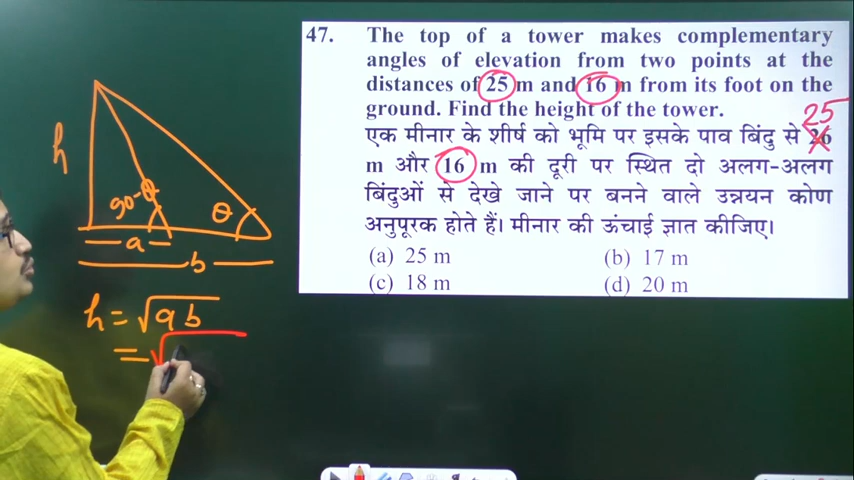 47. The top of a tower makes complementary
angles of elevation from two points at the
distances of 25 m and 16 m from its foot on the
ground. Find the height of the tower.
25
एक मीनार के शीर्ष को भूमि पर इसके पाव बिंदु से 26
m और 16 m की दूरी पर स्थित दो अलग-अलग
बिंदुओं से देखे जाने पर बनने वाले उन्नयन कोण
अनुपूरक होते हैं। मीनार की ऊंचाई ज्ञात कीजिए।
(a) 25 m (b) 17 m
(c) 18 m (d) 20 m
h
90-θ θ
a
b
h = √ab
= √